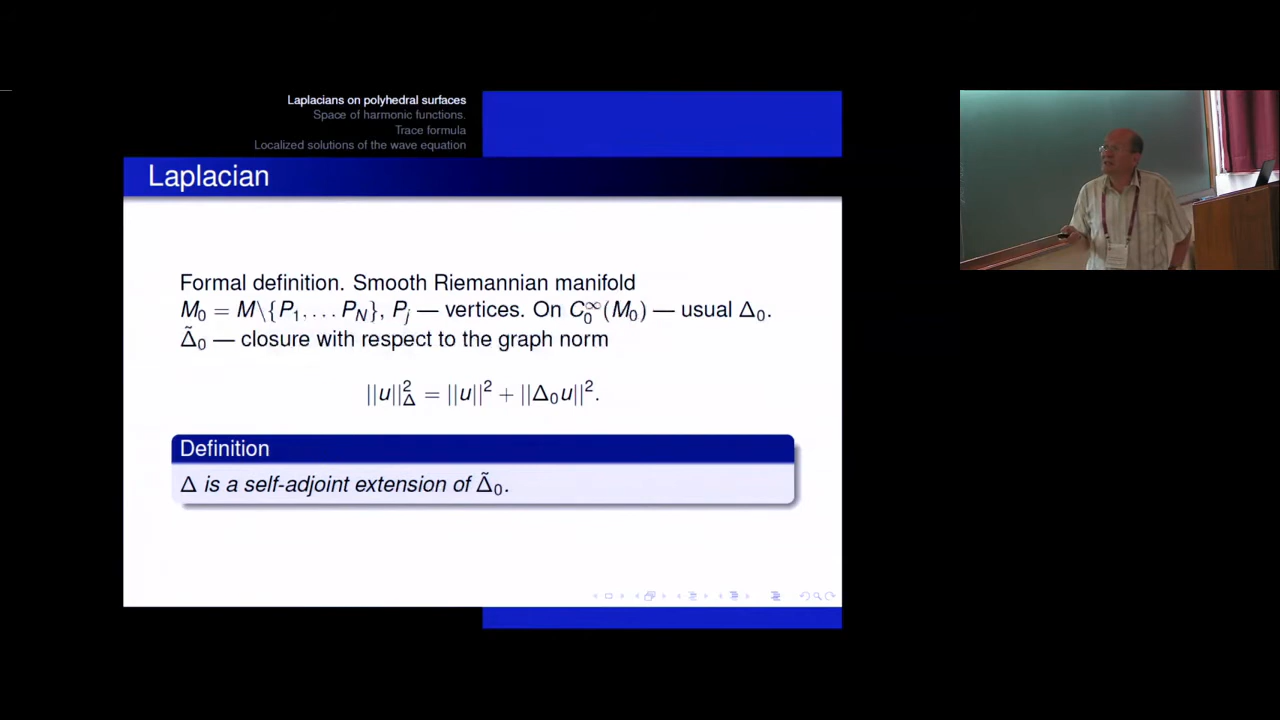 Laplacians on polyhedral surfaces
Space of harmonic functions.
Trace formula
Localized solutions of the wave equation
Laplacian
Formal definition. Smooth Riemannian manifold
M₀ = M\{P₁, . . . P_N}, P_j — vertices. On C₀^∞(M₀) — usual Δ₀.
Δ̃₀ — closure with respect to the graph norm
||u||²_Δ = ||u||² + ||Δ₀u||².
Definition
Δ is a self-adjoint extension of Δ̃₀.